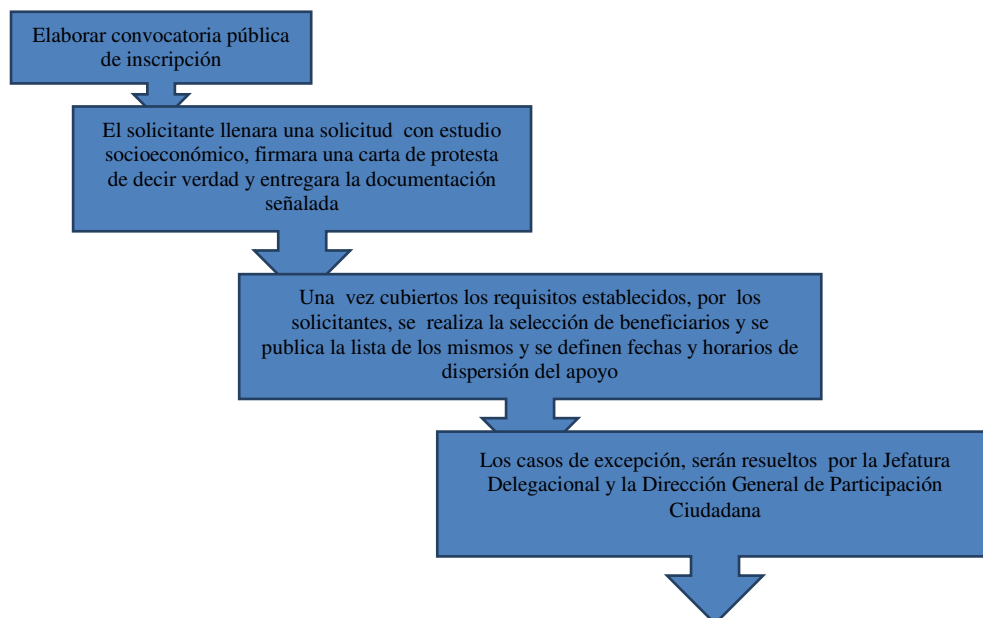 Elaborar convocatoria pública
de inscripción
El solicitante llenara una solicitud con estudio
socioeconómico, firmara una carta de protesta
de decir verdad y entregara la documentación
señalada
Una vez cubiertos los requisitos establecidos, por los
solicitantes, se realiza la selección de beneficiarios y se
publica la lista de los mismos y se definen fechas y horarios de
dispersión del apoyo
Los casos de excepción, serán resueltos por la Jefatura
Delegacional y la Dirección General de Participación
Ciudadana